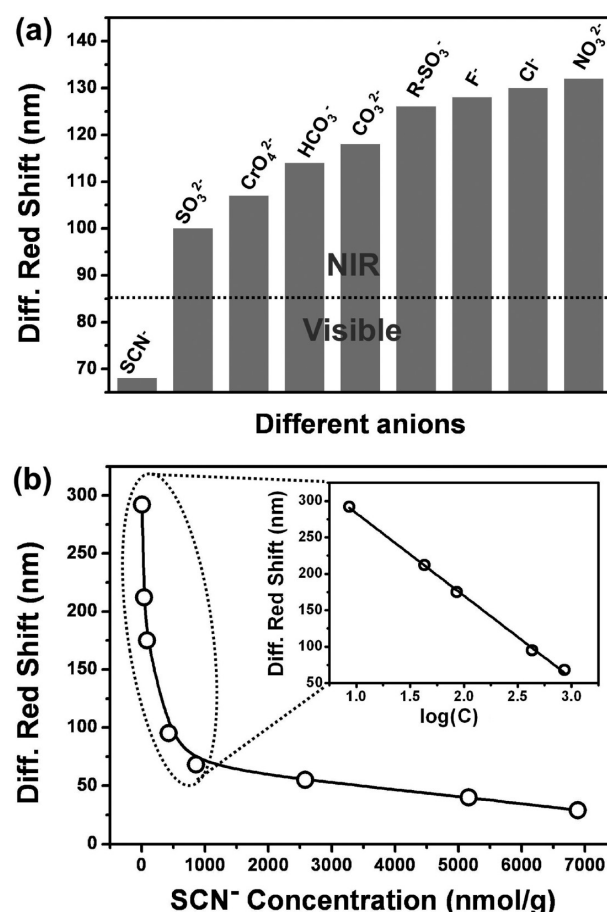 (a)
Diff. Red Shift (nm)
140
130
120
110
100
90
80
70
SCN⁻
SO₃²⁻
CrO₄²⁻
HCO₃⁻
CO₃²⁻
R-SO₃⁻
F⁻
Cl⁻
NO₃²⁻
NIR
Visible
Different anions
(b)
Diff. Red Shift (nm)
300
250
200
150
100
50
0
0 1000 2000 3000 4000 5000 6000 7000
SCN⁻ Concentration (nmol/g)
Diff. Red Shift (nm)
300
250
200
150
100
50
1.0 1.5 2.0 2.5 3.0
log(C)